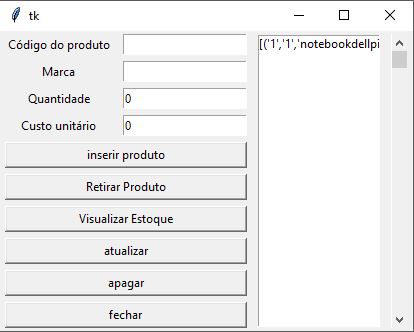 tk
Código do produto
Marca
Quantidade 0
Custo unitário 0
inserir produto
Retirar Produto
Visualizar Estoque
atualizar
apagar
fechar
[('1','1','notebookdellpi